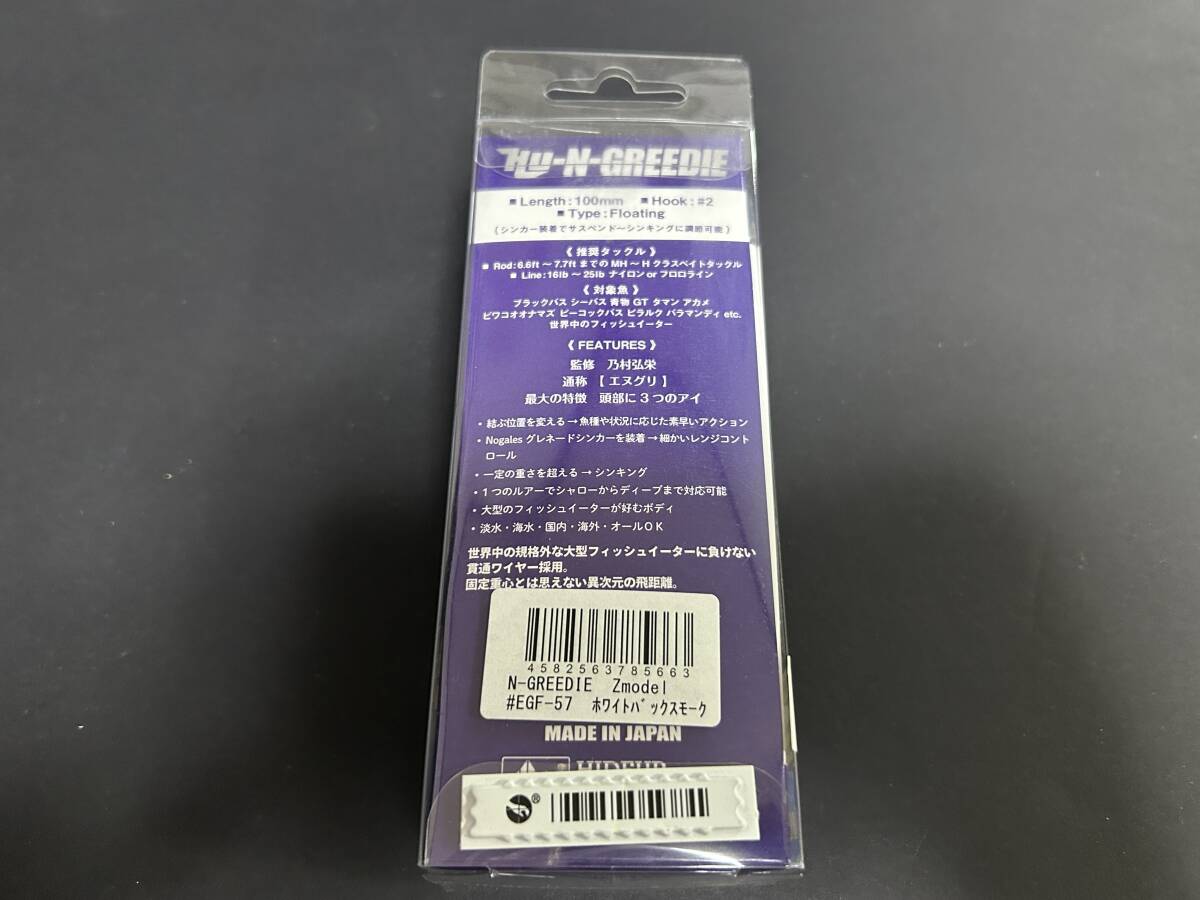 HU-N-GREEDIE
■ Length:100mm ■ Hook:#2
■ Type:Floating
(シンカー装着でサスペンド〜シンキングに調節可能)
《 推奨タックル 》
■ Rod:6.6ft 〜 7.7ft までの MH 〜 H クラスベイトタックル
■ Line:16lb 〜 25lb ナイロン or フロロライン
《 対象魚 》
ブラックバス シーバス 青物 GT タマン アカメ
ビワコオオナマズ ピーコックバス ピラルク バラマンディ etc.
世界中のフィッシュイーター
《 FEATURES 》
監修 乃村弘栄
通称 【 エヌグリ 】
最大の特徴 頭部に 3 つのアイ
・結ぶ位置を変える → 魚種や状況に応じた素早いアクション
・Nogales グレネードシンカーを装着 → 細かいレンジコント
ロール
・一定の重さを超える → シンキング
・1 つのルアーでシャローからディープまで対応可能
・大型のフィッシュイーターが好むボディ
・淡水・海水・国内・海外・オールOK
世界中の規格外な大型フィッシュイーターに負けない
貫通ワイヤー採用。
固定重心とは思えない異次元の飛距離。
4582563785663
N-GREEDIE Zmodel
#EGF-57 ホワイトバックスモーク
MADE IN JAPAN
HIDEUP
®